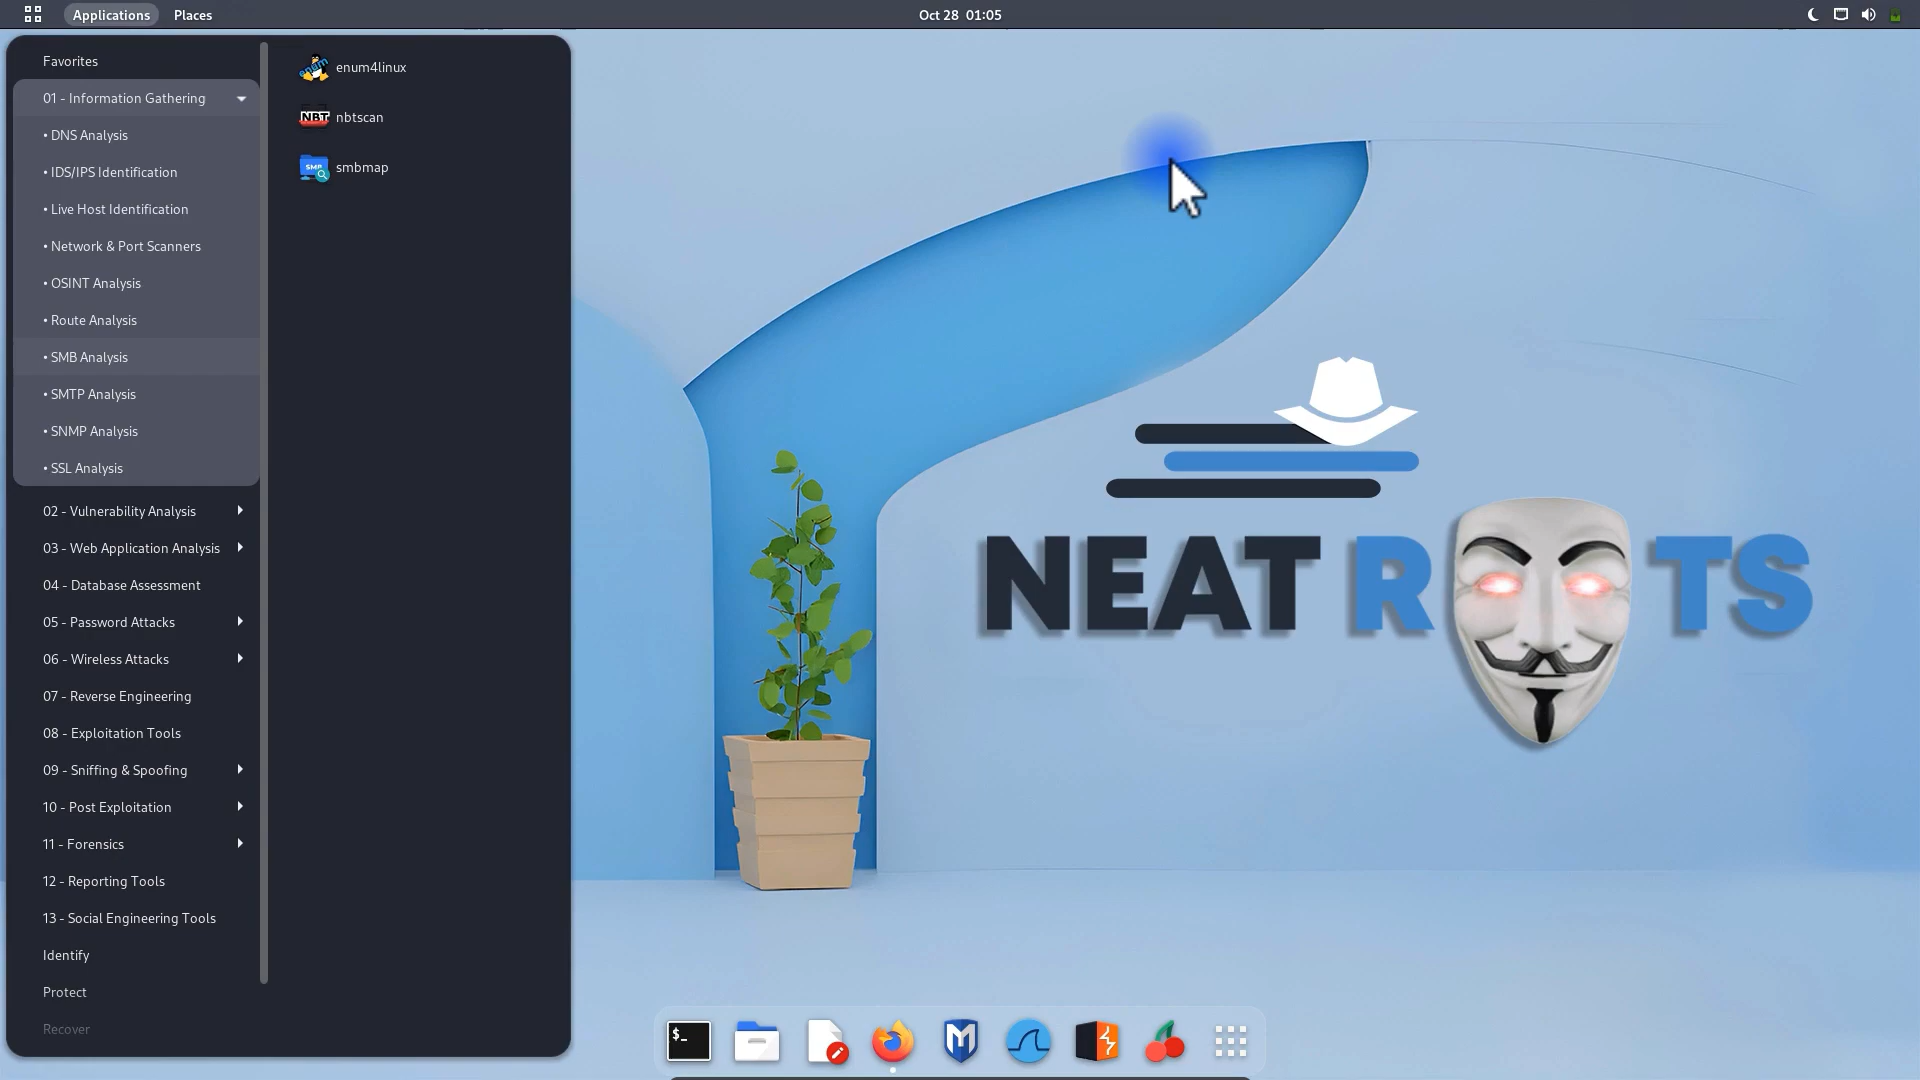 Applications Places Oct 28 01:05
Favorites
01 - Information Gathering
• DNS Analysis
• IDS/IPS Identification
• Live Host Identification
• Network & Port Scanners
• OSINT Analysis
• Route Analysis
• SMB Analysis
• SMTP Analysis
• SNMP Analysis
• SSL Analysis
02 - Vulnerability Analysis
03 - Web Application Analysis
04 - Database Assessment
05 - Password Attacks
06 - Wireless Attacks
07 - Reverse Engineering
08 - Exploitation Tools
09 - Sniffing & Spoofing
10 - Post Exploitation
11 - Forensics
12 - Reporting Tools
13 - Social Engineering Tools
Identify
Protect
Recover
enum
enum4linux
NBT
nbtscan
SMP
smbmap
NEAT R TS
$_